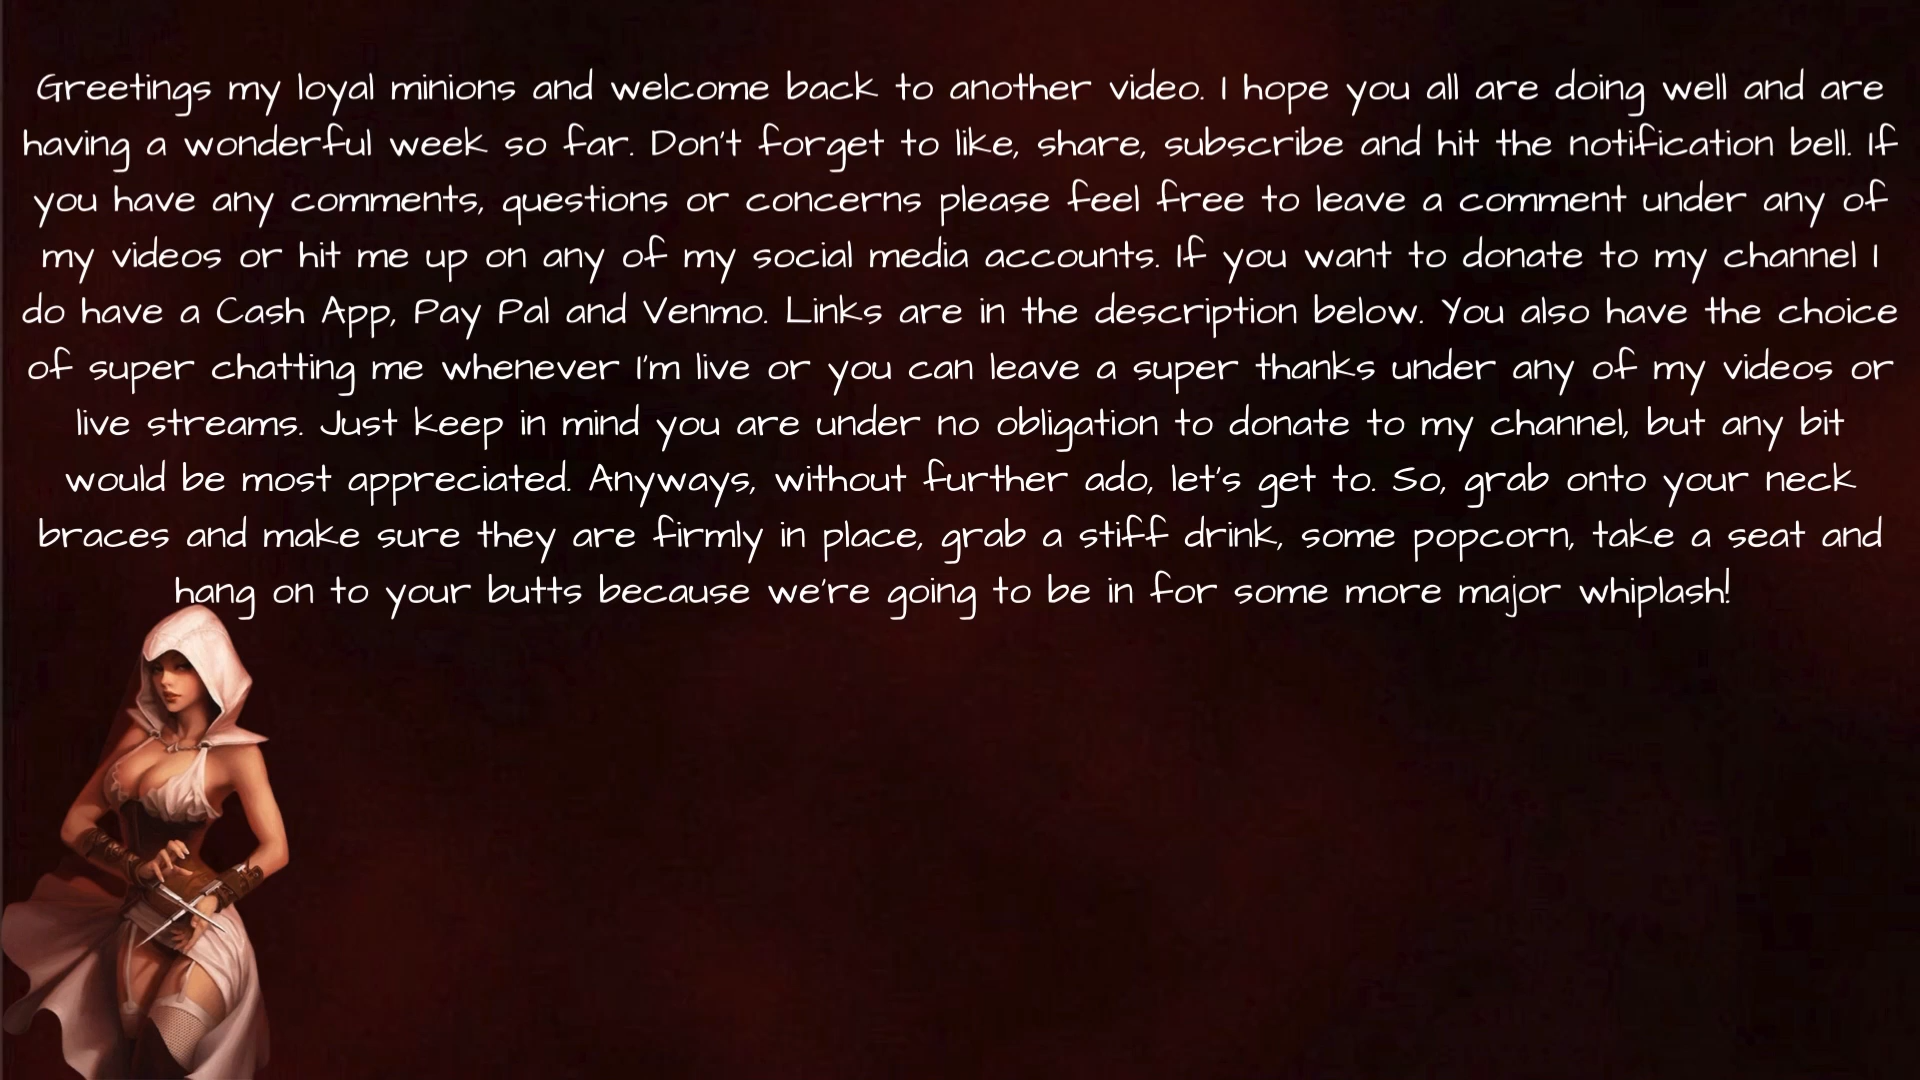 Greetings my loyal minions and welcome back to another video. I hope you all are doing well and are
having a wonderful week so far. Don't forget to like, share, subscribe and hit the notification bell. If
you have any comments, questions or concerns please feel free to leave a comment under any of
my videos or hit me up on any of my social media accounts. If you want to donate to my channel I
do have a Cash App, Pay Pal and Venmo. Links are in the description below. You also have the choice
of super chatting me whenever I'm live or you can leave a super thanks under any of my videos or
live streams. Just keep in mind you are under no obligation to donate to my channel, but any bit
would be most appreciated. Anyways, without further ado, let's get to. So, grab onto your neck
braces and make sure they are firmly in place, grab a stiff drink, some popcorn, take a seat and
hang on to your butts because we're going to be in for some more major whiplash!